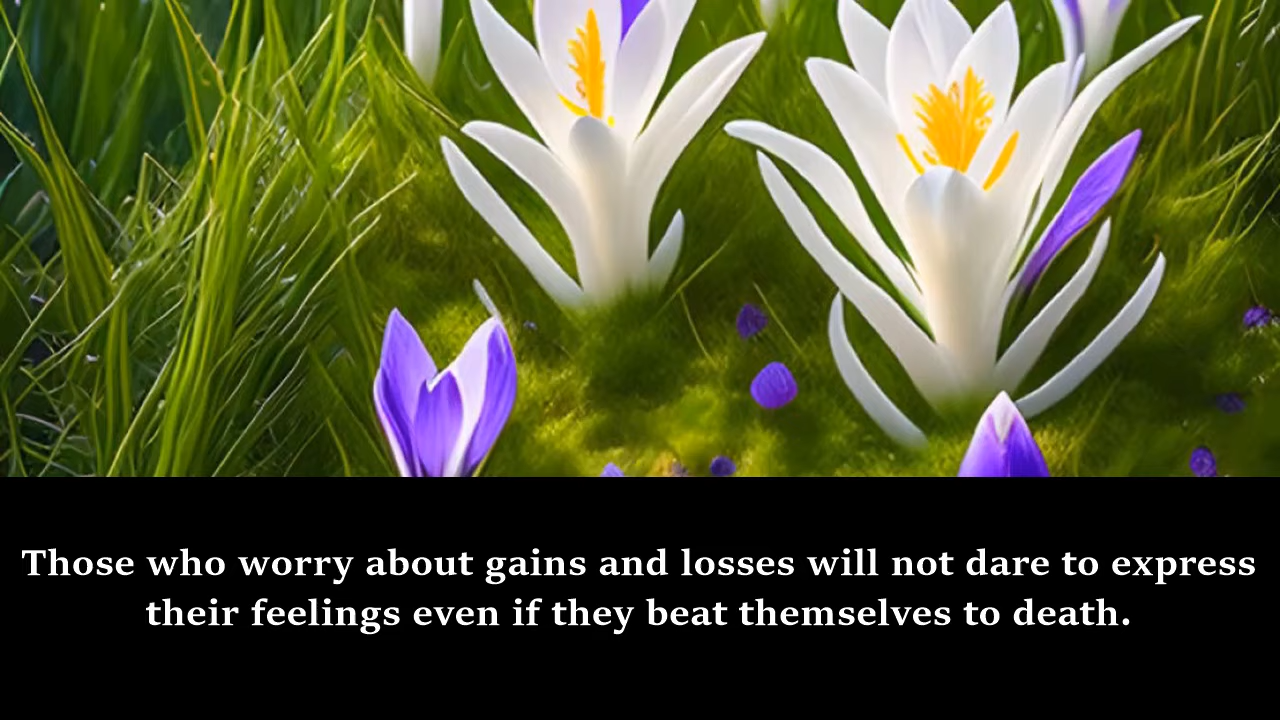 Those who worry about gains and losses will not dare to express
their feelings even if they beat themselves to death.